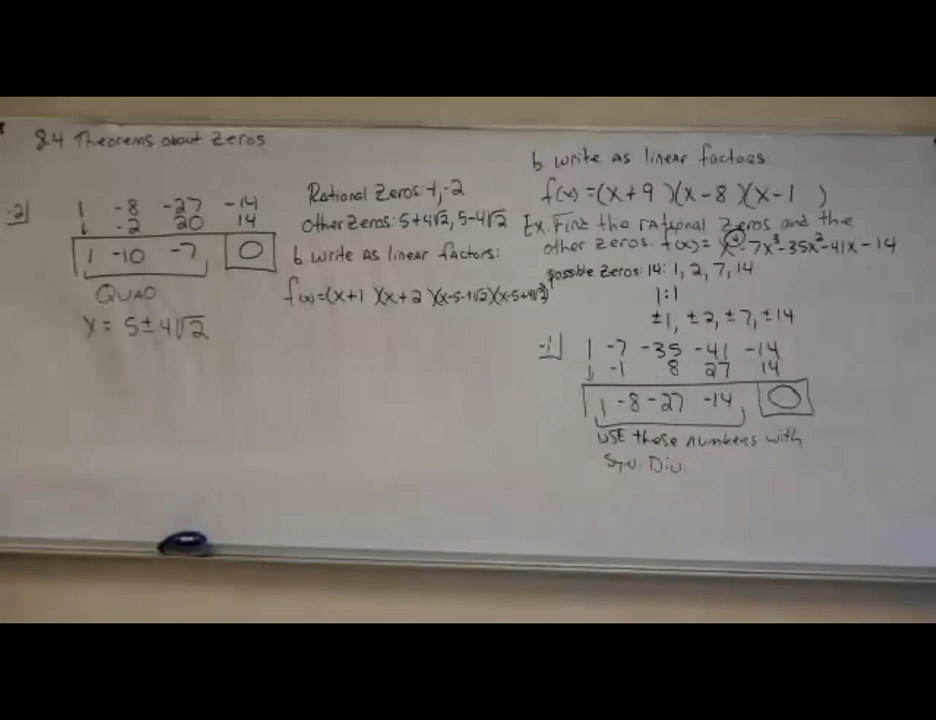 8.4 Theorems about Zeros
-2| 1 -8 -27 -14
↓ -2 20 14
1 -10 -7 0
QUAD
x = 5±4√2
Rational Zeros: -1, -2
Other Zeros: 5+4√2, 5-4√2
b write as linear factors:
f(x)=(x+1 )(x+2 )(x-5-4√2)(x-5+4√2)
b write as linear factors:
f(x) =(x+9 )(x-8 )(x-1 )
Ex. Find the rational zeros and the
other zeros. f(x)= x⁴-7x³-35x²-41x-14
possible zeros: 14: 1, 2, 7, 14
1:1
±1, ±2, ±7, ±14
-1| 1 -7 -35 -41 -14
↓ -1 8 27 14
1 -8 -27 -14 0
USE these numbers with
Syn. Div.